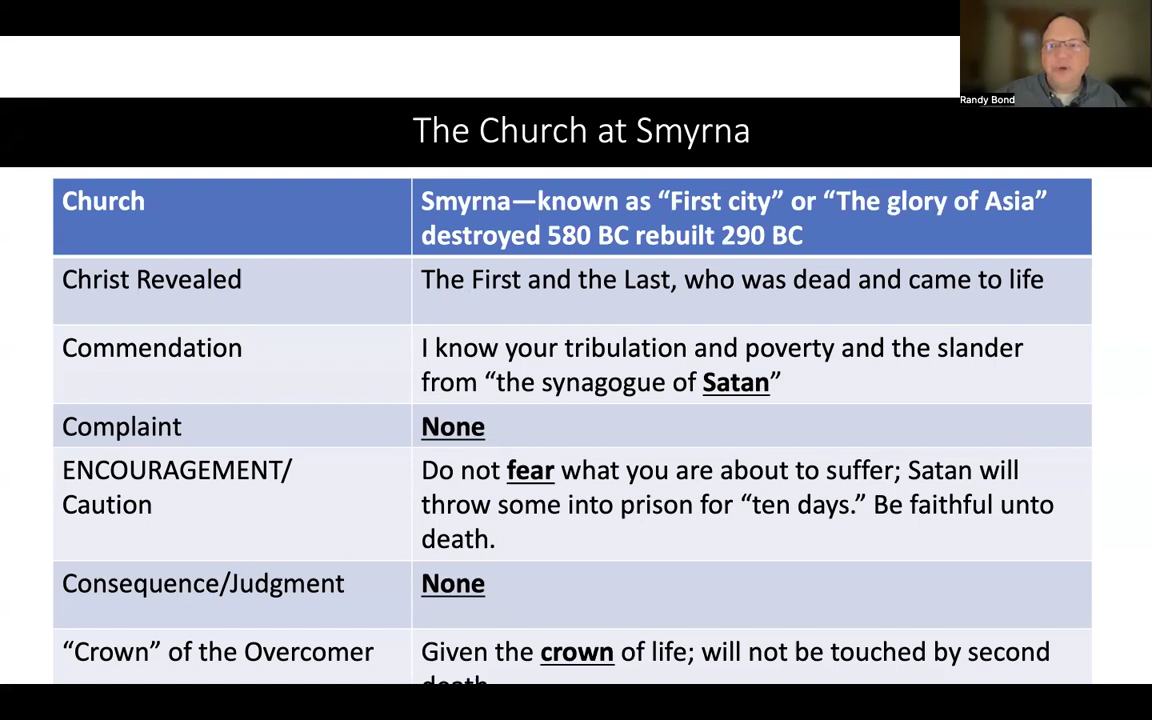 Randy Bond
The Church at Smyrna
Church
Smyrna—known as “First city” or “The glory of Asia”
destroyed 580 BC rebuilt 290 BC
Christ Revealed
The First and the Last, who was dead and came to life
Commendation
I know your tribulation and poverty and the slander
from “the synagogue of Satan”
Complaint
None
ENCOURAGEMENT/
Caution
Do not fear what you are about to suffer; Satan will
throw some into prison for “ten days.” Be faithful unto
death.
Consequence/Judgment
None
“Crown” of the Overcomer
Given the crown of life; will not be touched by second
death